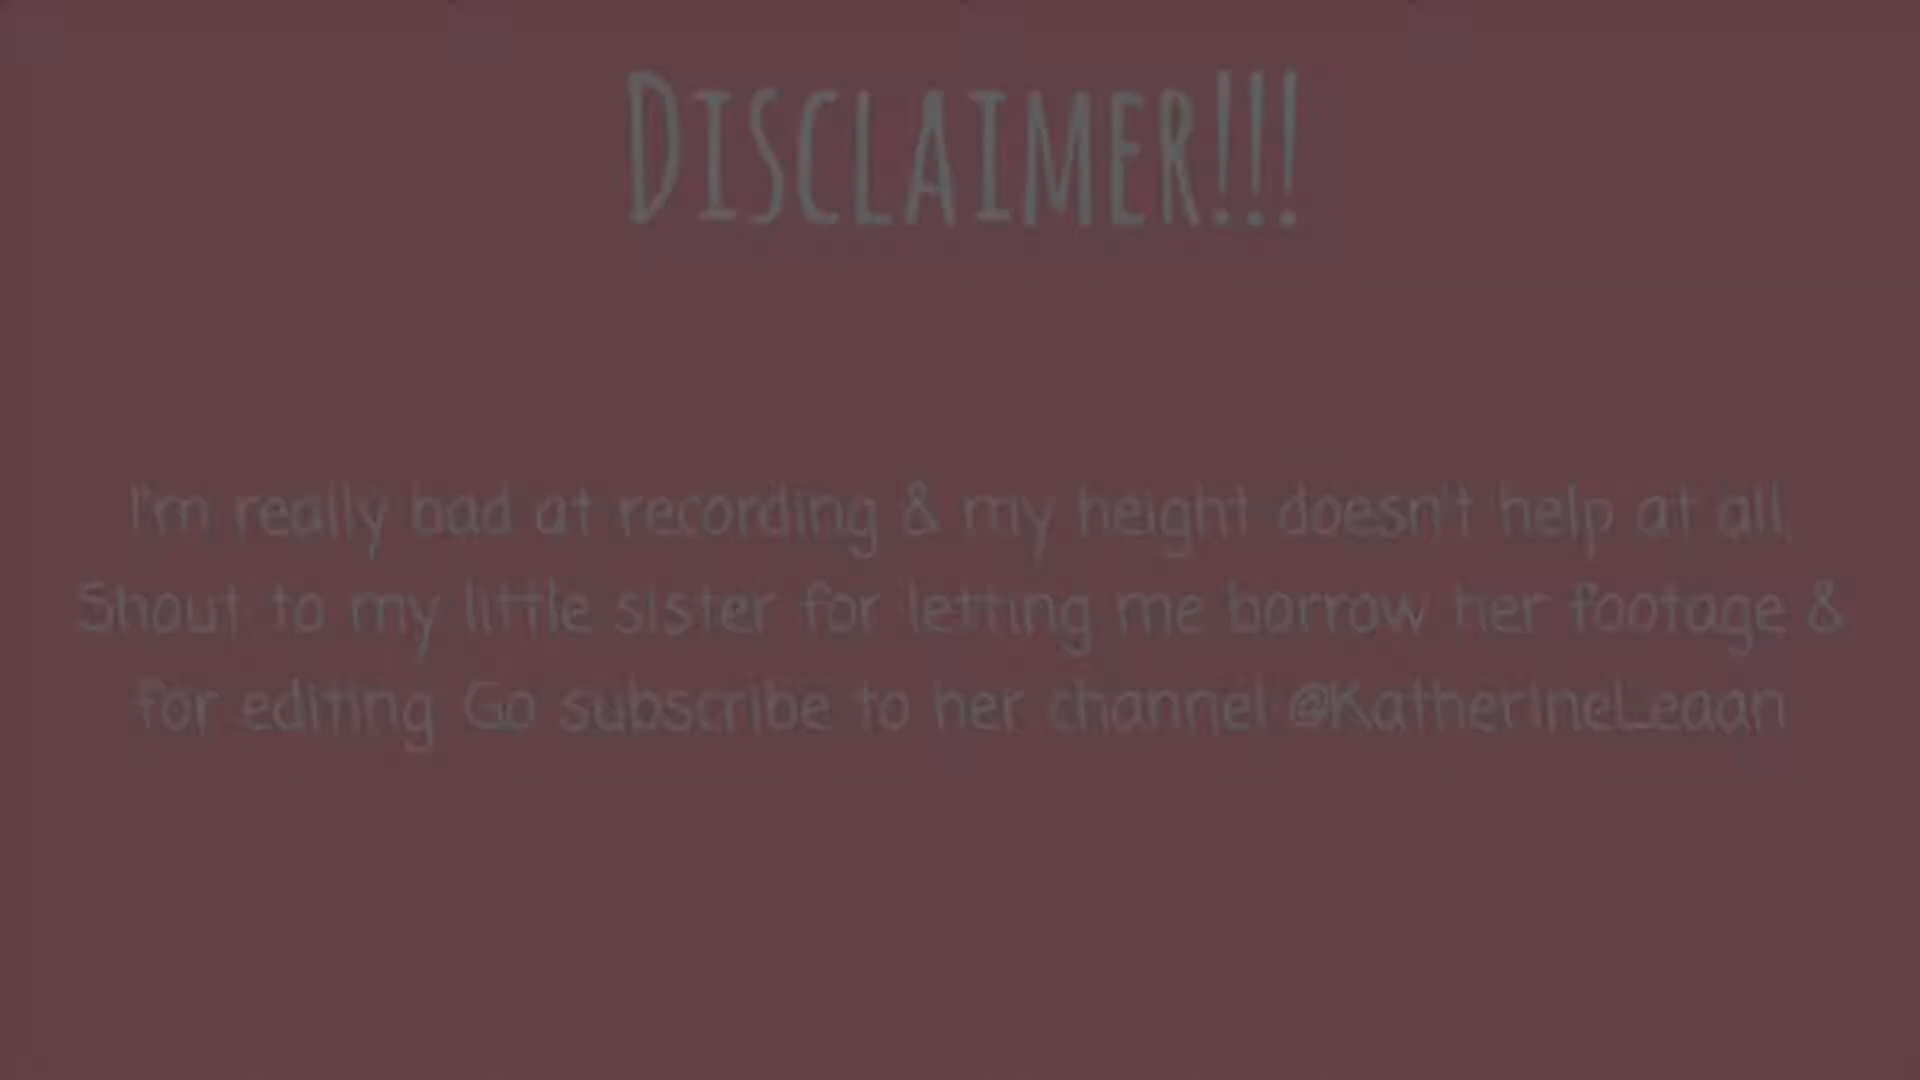 DISCLAIMER!!!
I'm really bad at recording & my height doesn't help at all
Shout to my little sister for letting me borrow her footage &
for editing Go subscribe to her channel @KatherineLeaan